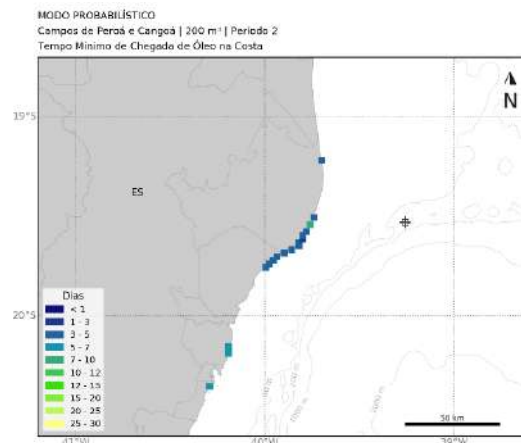 MODO PROBABILÍSTICO
Campos de Peroá e Cangoá | 200 m³ | Período 2
Tempo Mínimo de Chegada de Óleo na Costa
N
19°S
ES
20°S
Dias
< 1
1 - 3
3 - 5
5 - 7
7 - 10
10 - 12
12 - 15
15 - 20
20 - 25
25 - 30
50 km
41°W
40°W
39°W